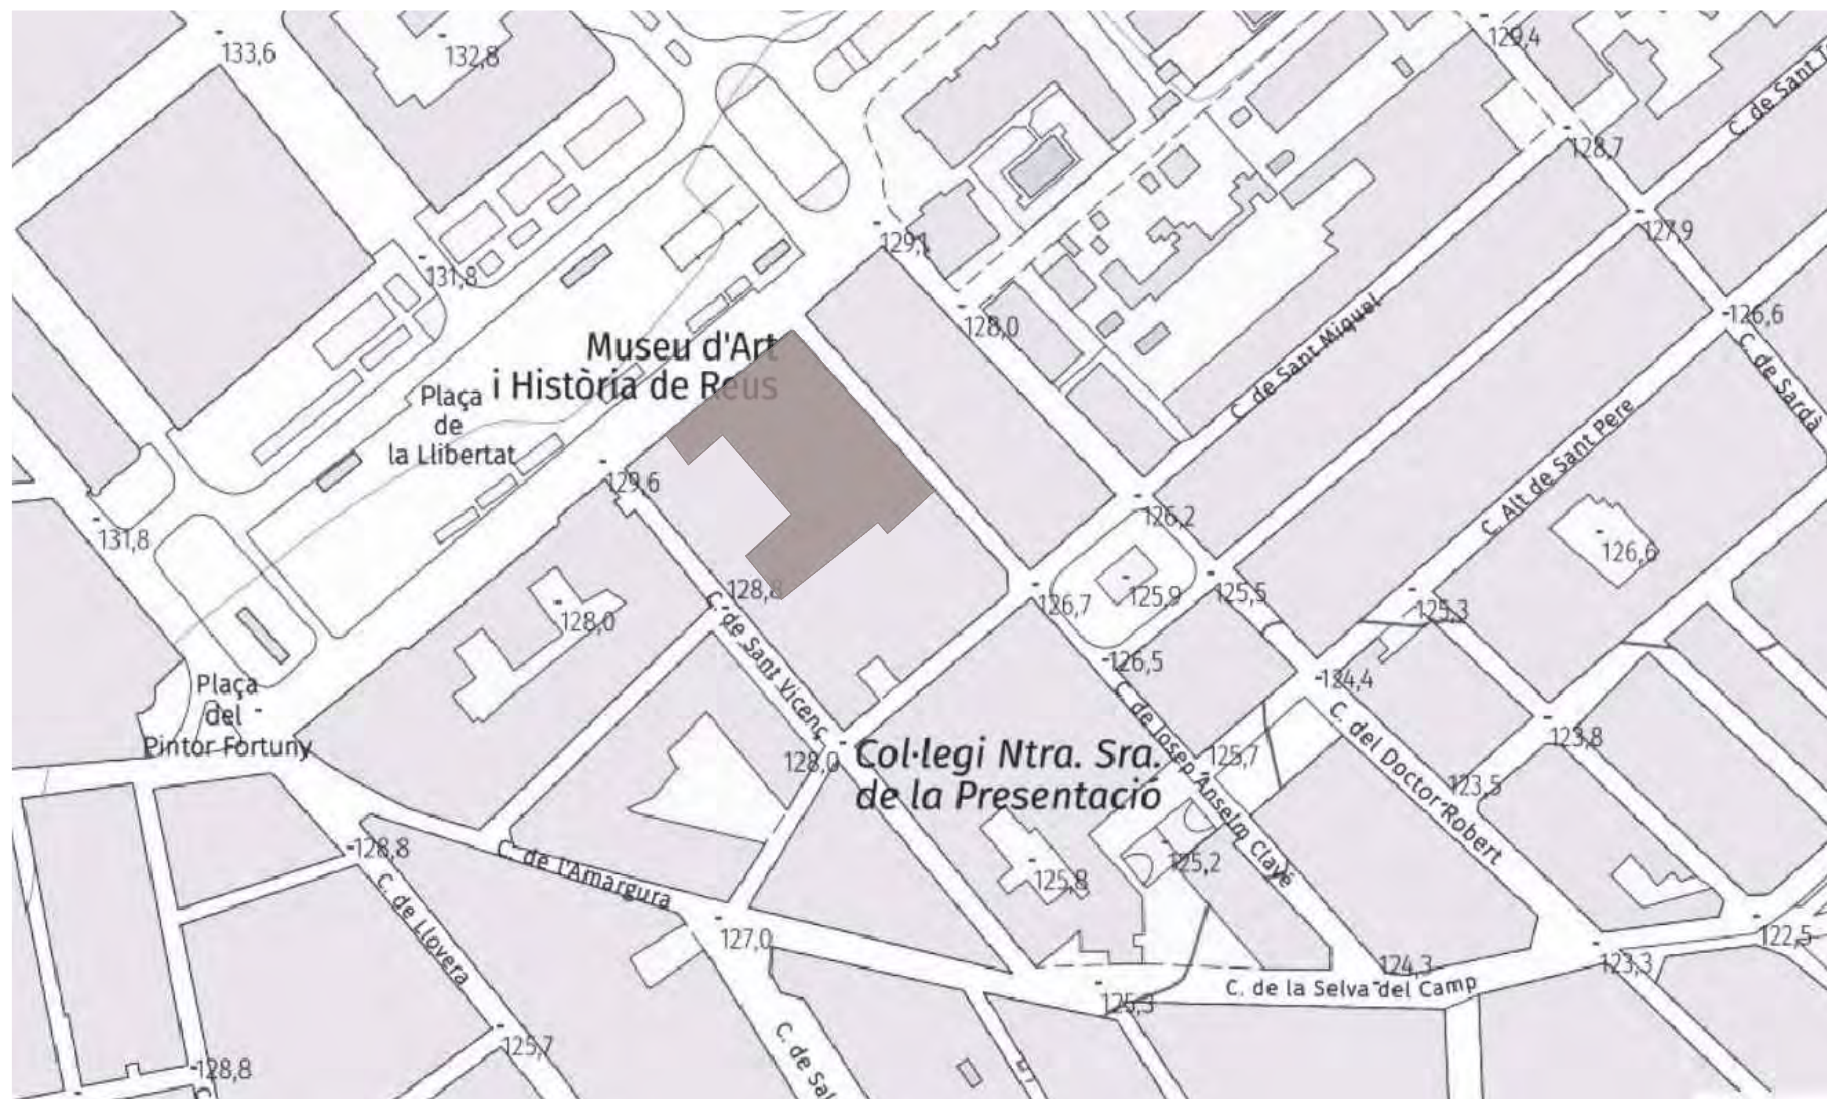 133,6
132,8
129,4
C. de Sant
128,7
127,9
129,1
131,8
128,0
126,6
Museu d'Art
i Història de Reus
C. de Sant Miquel
C. de Sardà
Plaça
de
la Llibertat
C. Alt de Sant Pere
129,6
126,2
131,8
126,6
128,8
128,0
126,7
125,9
125,5
125,3
C. de Sant Vicenç
126,5
124,4
Plaça
del
Pintor Fortuny
C. de Josep Anselm Clavé
C. del Doctor Robert
123,8
128,0
Col·legi Ntra. Sra.
de la Presentació
125,7
123,5
128,8
C. de l'Amargura
125,8
125,2
C. de Llovera
127,0
122,5
124,3
123,3
C. de la Selva del Camp
125,3
125,7
C. de Sal
128,8
C